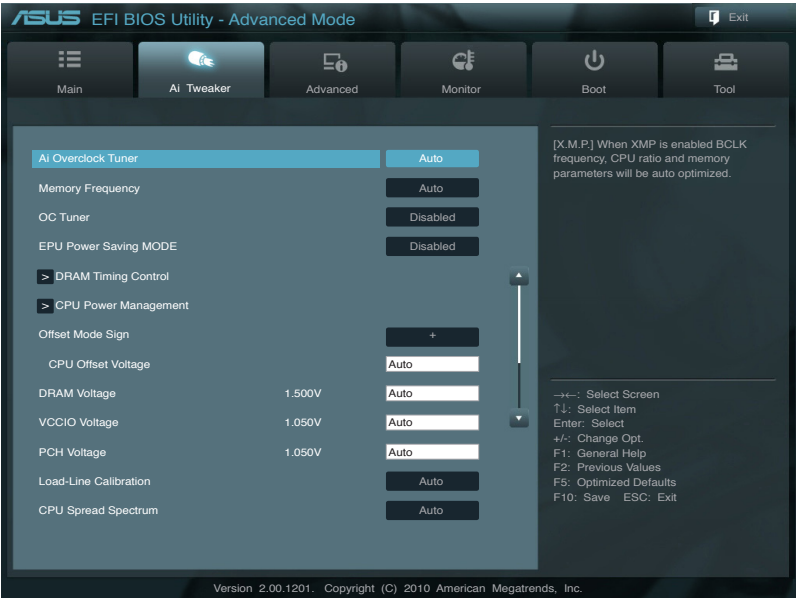 ASUS EFI BIOS Utility - Advanced Mode
Exit
Main
Ai Tweaker
Advanced
Monitor
Boot
Tool
Ai Overclock Tuner Auto
Memory Frequency Auto
OC Tuner Disabled
EPU Power Saving MODE Disabled
> DRAM Timing Control
> CPU Power Management
Offset Mode Sign +
CPU Offset Voltage Auto
DRAM Voltage 1.500V Auto
VCCIO Voltage 1.050V Auto
PCH Voltage 1.050V Auto
Load-Line Calibration Auto
CPU Spread Spectrum Auto
[X.M.P.] When XMP is enabled BCLK
frequency, CPU ratio and memory
parameters will be auto optimized.
→←: Select Screen
↑↓: Select Item
Enter: Select
+/-: Change Opt.
F1: General Help
F2: Previous Values
F5: Optimized Defaults
F10: Save ESC: Exit
Version 2.00.1201. Copyright (C) 2010 American Megatrends, Inc.